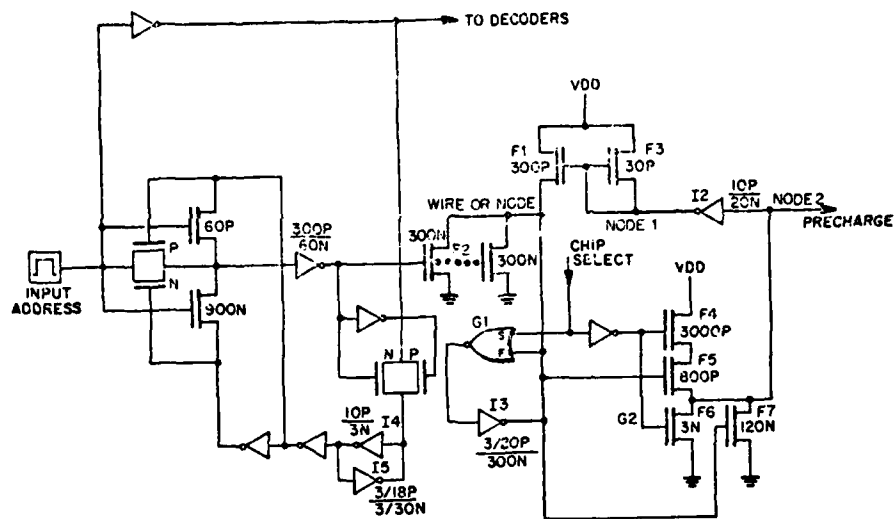 TO DECODERS
VDD
F1
300P
F3
30P
10P
20N
I2
NODE 2
PRECHARGE
NODE 1
WIRE OR NODE
60P
P
N
900N
INPUT
ADDRESS
300P
60N
300N
F2
300N
CHIP
SELECT
VDD
F4
3000P
F5
800P
G1
S
F
G2
F6
3N
F7
120N
N P
10P
3N
I4
I5
3/18P
3/30N
I3
3/20P
300N